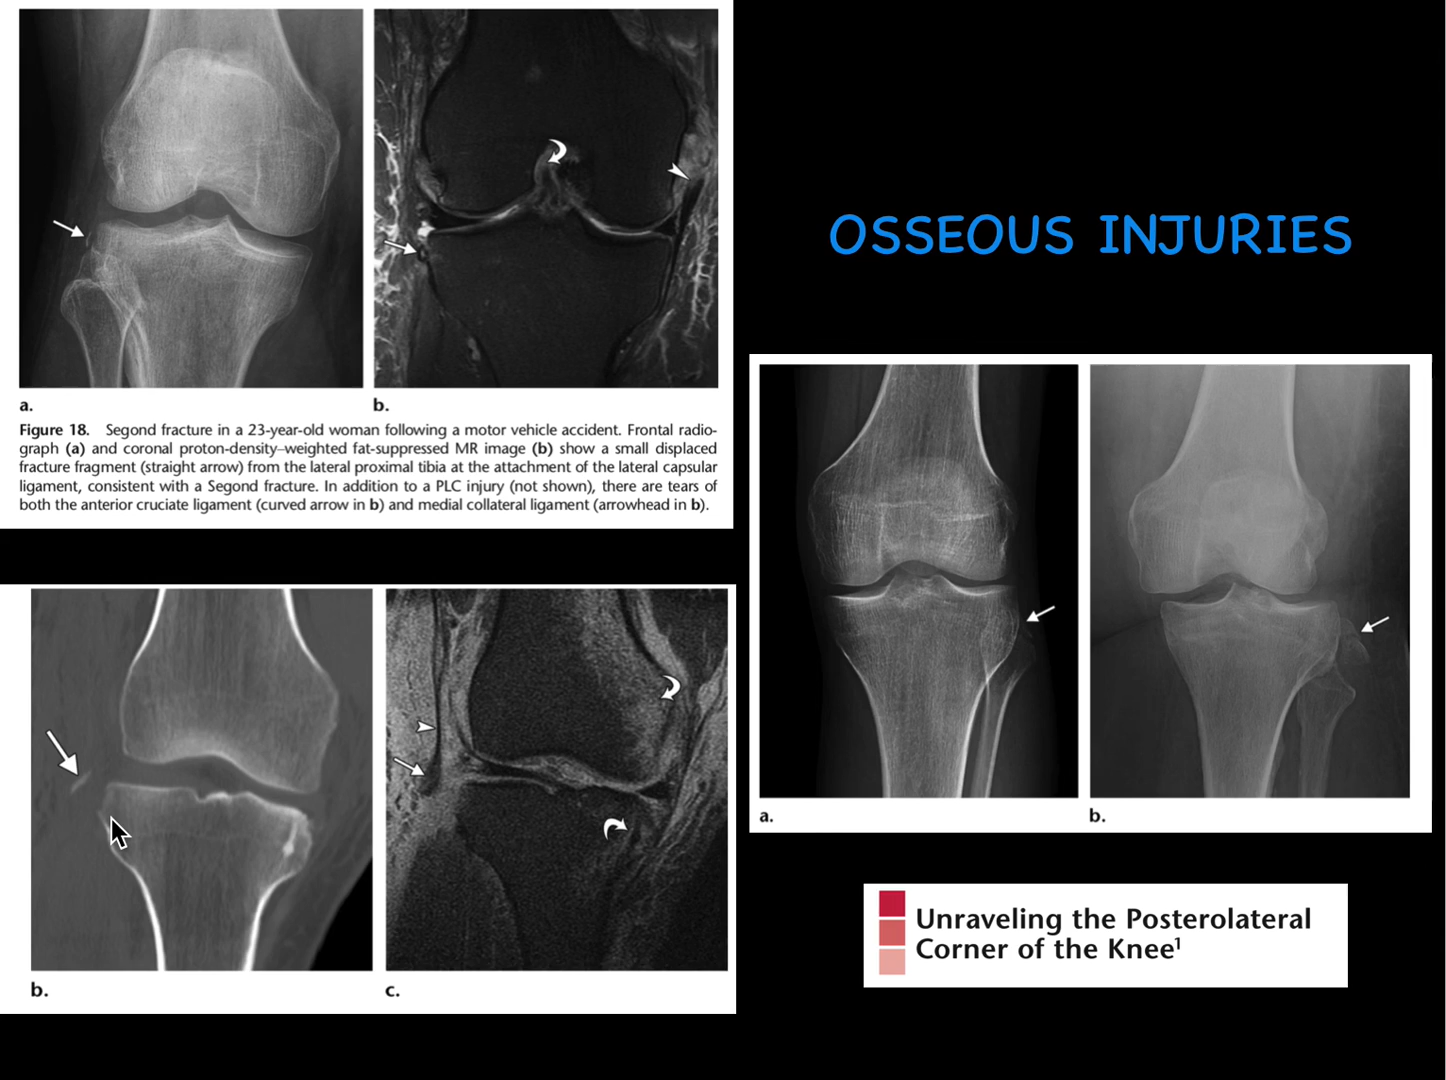 a.
b.
Figure 18. Segond fracture in a 23-year-old woman following a motor vehicle accident. Frontal radio-
graph (a) and coronal proton-density–weighted fat-suppressed MR image (b) show a small displaced
fracture fragment (straight arrow) from the lateral proximal tibia at the attachment of the lateral capsular
ligament, consistent with a Segond fracture. In addition to a PLC injury (not shown), there are tears of
both the anterior cruciate ligament (curved arrow in b) and medial collateral ligament (arrowhead in b).
b.
c.
OSSEOUS INJURIES
a.
b.
Unraveling the Posterolateral
Corner of the Knee¹